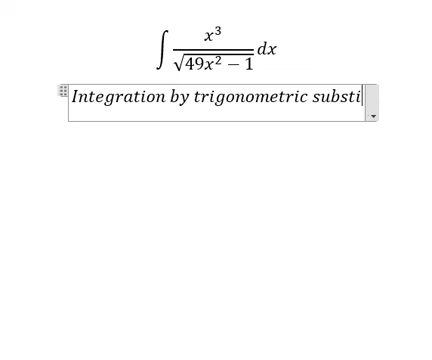 ∫ x³ / √(49x² − 1) dx
Integration by trigonometric substi